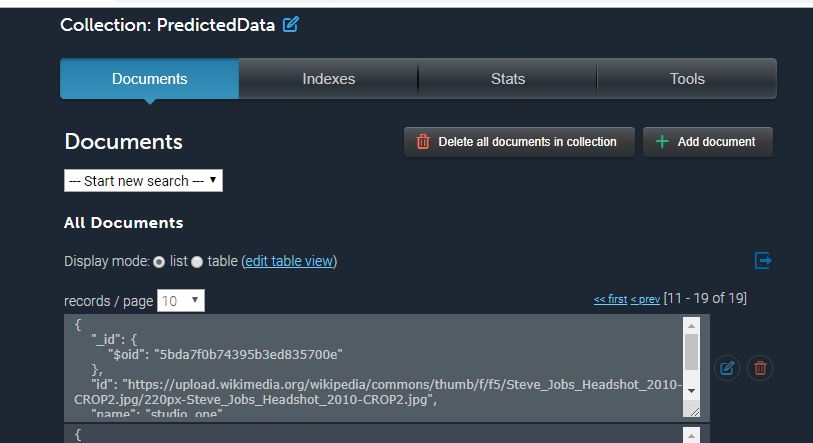 Collection: PredictedData
Documents Indexes Stats Tools
Documents
Delete all documents in collection
Add document
--- Start new search ---
All Documents
Display mode: list table (edit table view)
records / page 10
<< first < prev [11 - 19 of 19]
{
"_id": {
"$oid": "5bda7f0b74395b3ed835700e"
},
"id": "https://upload.wikimedia.org/wikipedia/commons/thumb/f/f5/Steve_Jobs_Headshot_2010-
CROP2.jpg/220px-Steve_Jobs_Headshot_2010-CROP2.jpg",
"name": "studio_one"
{